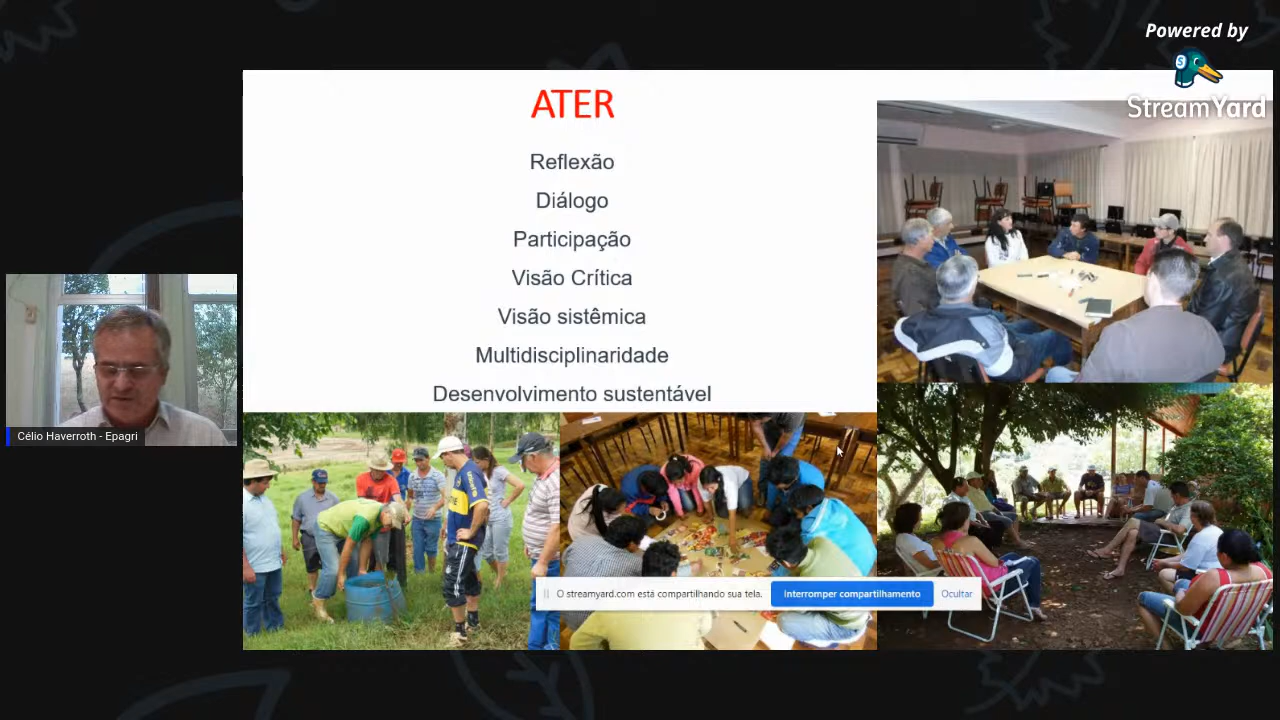 Powered by
StreamYard
ATER
Reflexão
Diálogo
Participação
Visão Crítica
Visão sistêmica
Multidisciplinaridade
Desenvolvimento sustentável
Célio Haverroth - Epagri
O streamyard.com está compartilhando sua tela.
Interromper compartilhamento
Ocultar